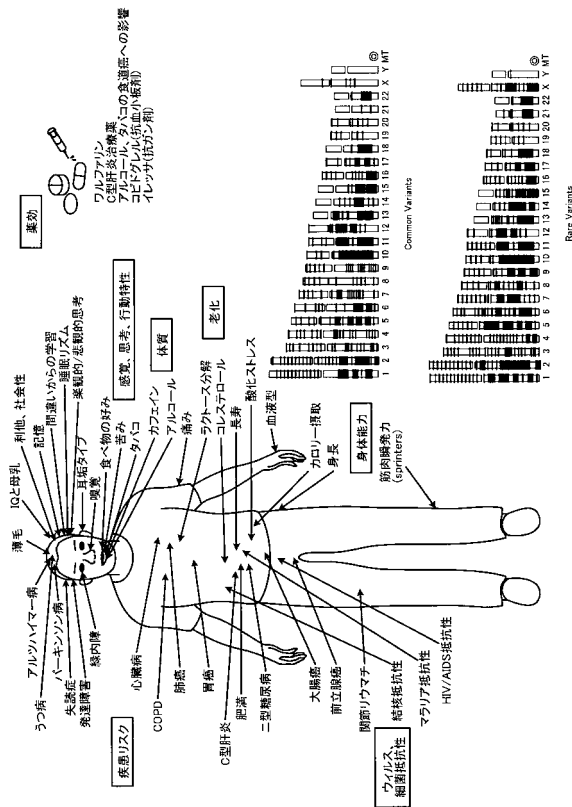 薬効
ワルファリン
C型肝炎治療薬
アルコール、タバコの食道癌への影響
コピドグレル(抗血小板剤)
イレッサ(抗ガン剤)
薄毛
IQと母乳
利他、社会性
記憶
間違いからの学習
睡眠リズム
楽観的/悲観的思考
耳垢タイプ
嗅覚
食べ物の好み
苦み
タバコ
カフェイン
アルコール
痛み
感覚、思考、行動特性
体質
ラクトース分解
コレステロール
長寿
酸化ストレス
老化
血液型
カロリー摂取
身長
身体能力
筋肉瞬発力
(sprinters)
アルツハイマー病
うつ病
パーキンソン病
失読症
発達障害
緑内障
疾患リスク
心臓病
COPD
肺癌
胃癌
C型肝炎
肥満
二型糖尿病
大腸癌
前立腺癌
関節リウマチ
結核抵抗性
マラリア抵抗性
HIV/AIDS抵抗性
ウィルス、
細菌抵抗性
1 2 3 4 5 6 7 8 9 10 11 12 13 14 15 16 17 18 19 20 21 22 X Y MT
Common Variants
1 2 3 4 5 6 7 8 9 10 11 12 13 14 15 16 17 18 19 20 21 22 X Y MT
Rare Variants